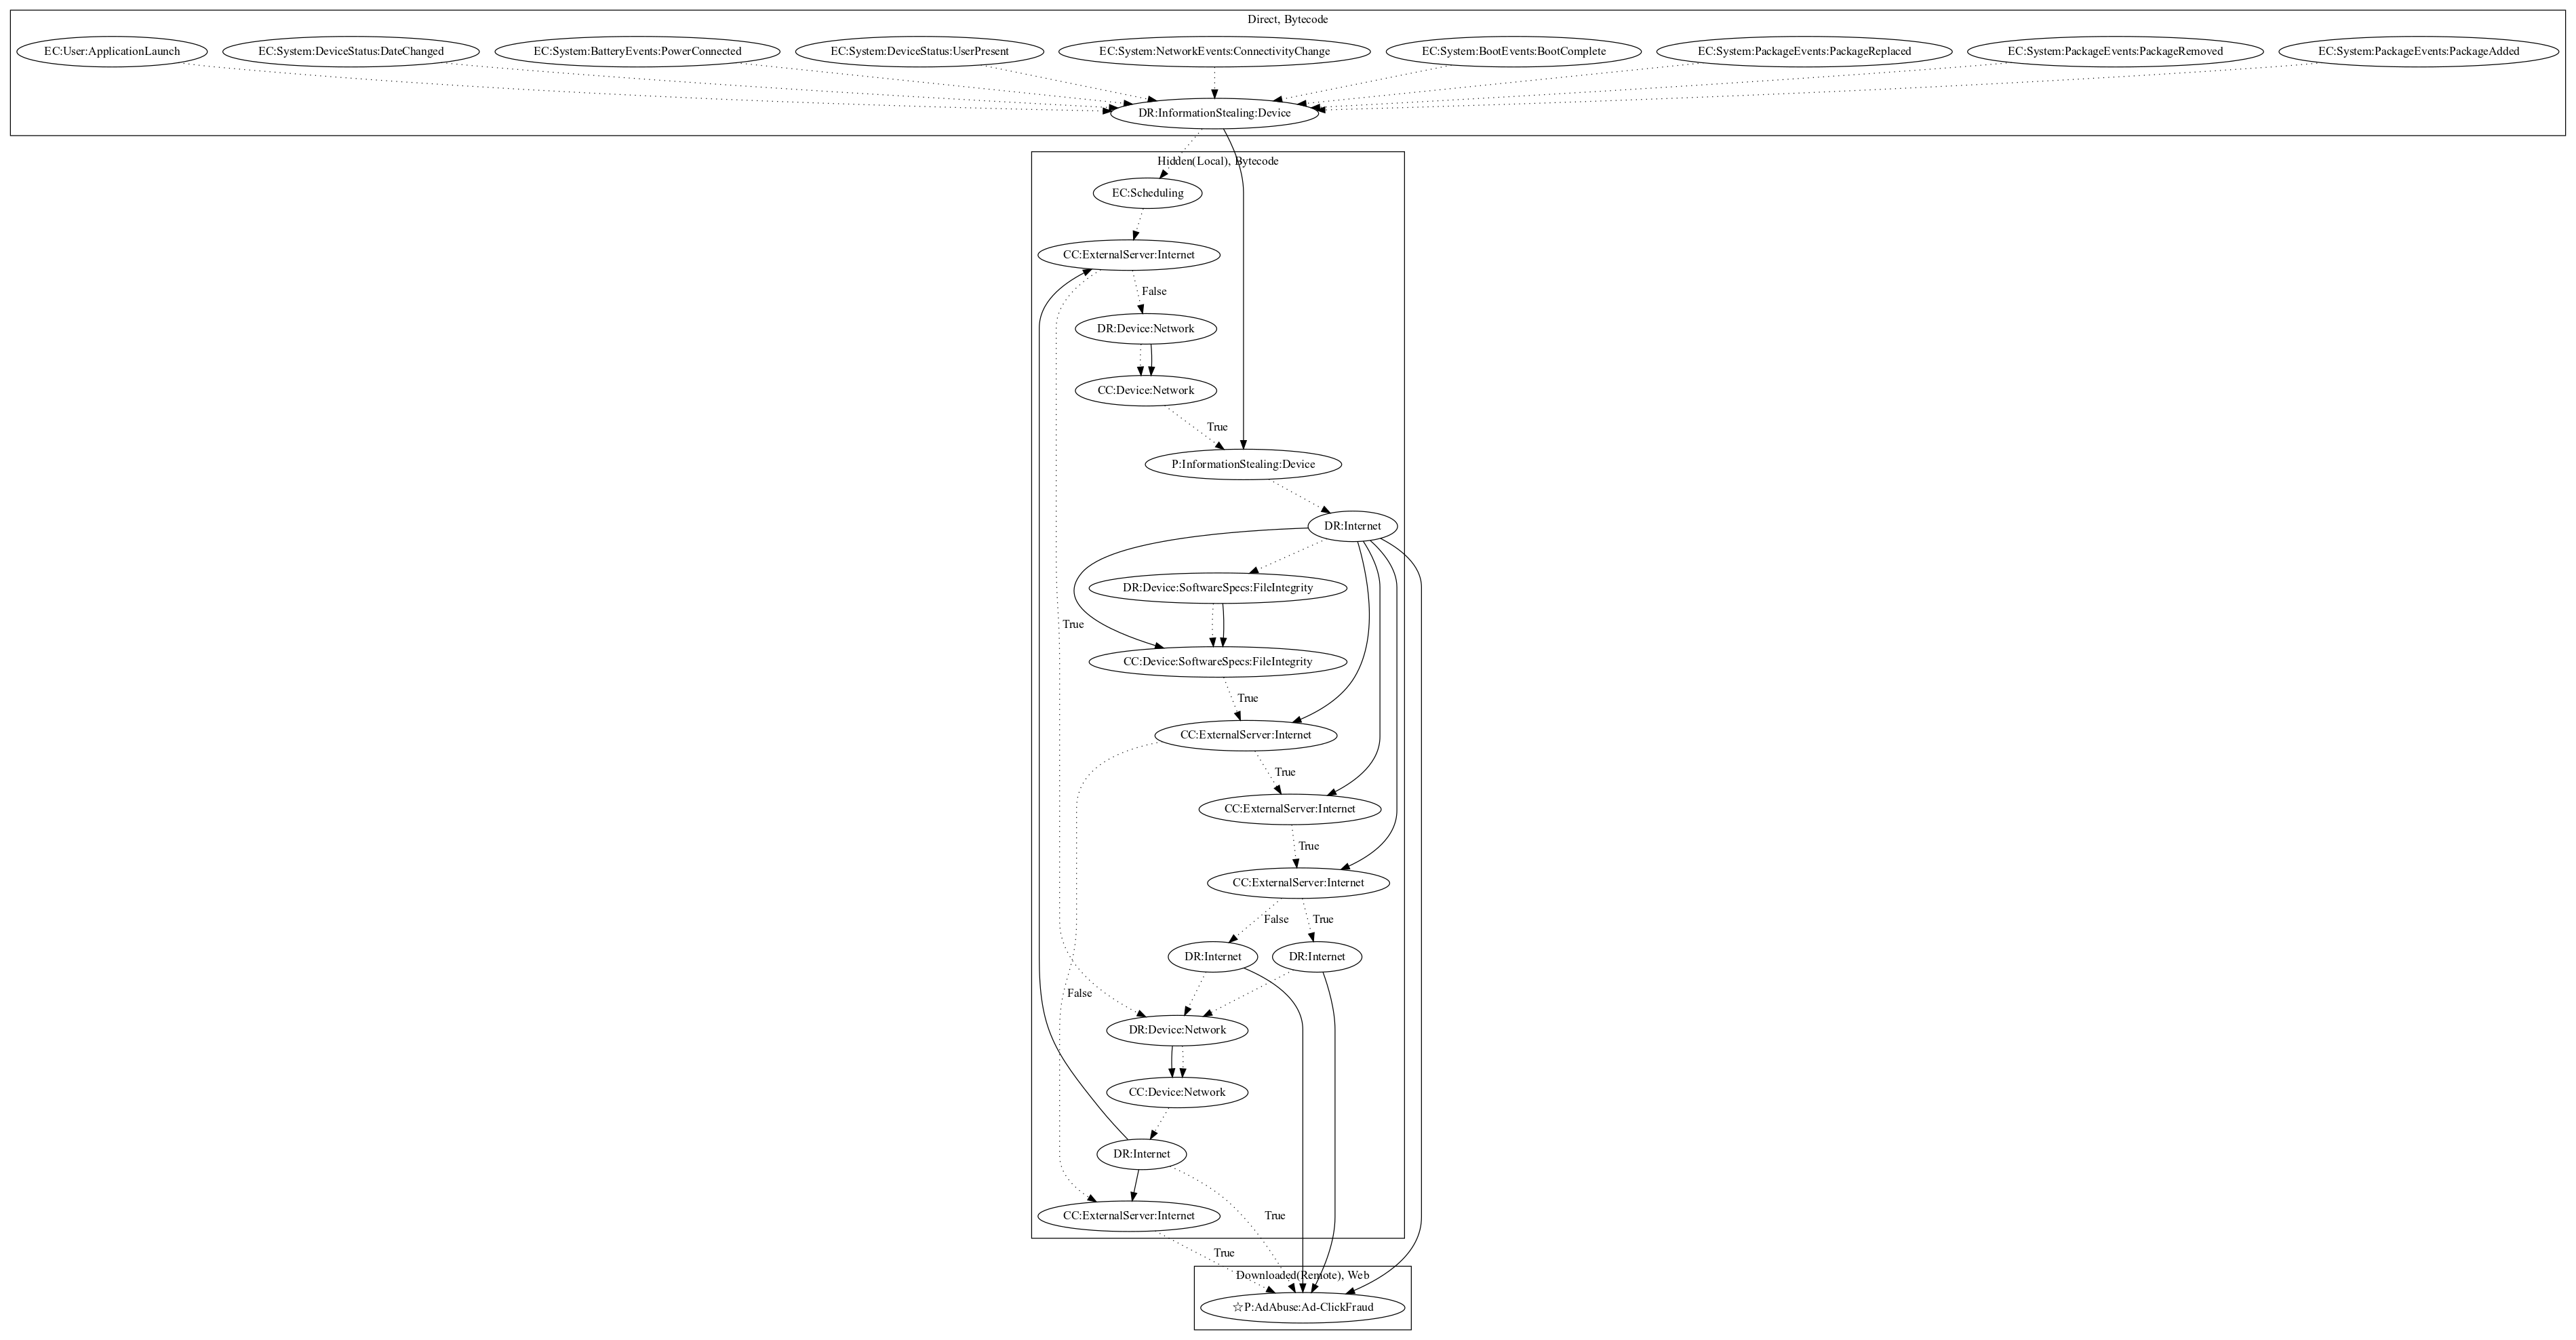 Direct, Bytecode
EC:User:ApplicationLaunch
EC:System:DeviceStatus:DateChanged
EC:System:BatteryEvents:PowerConnected
EC:System:DeviceStatus:UserPresent
EC:System:NetworkEvents:ConnectivityChange
EC:System:BootEvents:BootComplete
EC:System:PackageEvents:PackageReplaced
EC:System:PackageEvents:PackageRemoved
EC:System:PackageEvents:PackageAdded
DR:InformationStealing:Device
Hidden(Local), Bytecode
EC:Scheduling
CC:ExternalServer:Internet
False
DR:Device:Network
CC:Device:Network
True
P:InformationStealing:Device
DR:Internet
DR:Device:SoftwareSpecs:FileIntegrity
True
CC:Device:SoftwareSpecs:FileIntegrity
True
CC:ExternalServer:Internet
True
CC:ExternalServer:Internet
True
CC:ExternalServer:Internet
False
True
DR:Internet
DR:Internet
False
DR:Device:Network
CC:Device:Network
DR:Internet
CC:ExternalServer:Internet
True
True
Downloaded(Remote), Web
☆P:AdAbuse:Ad-ClickFraud